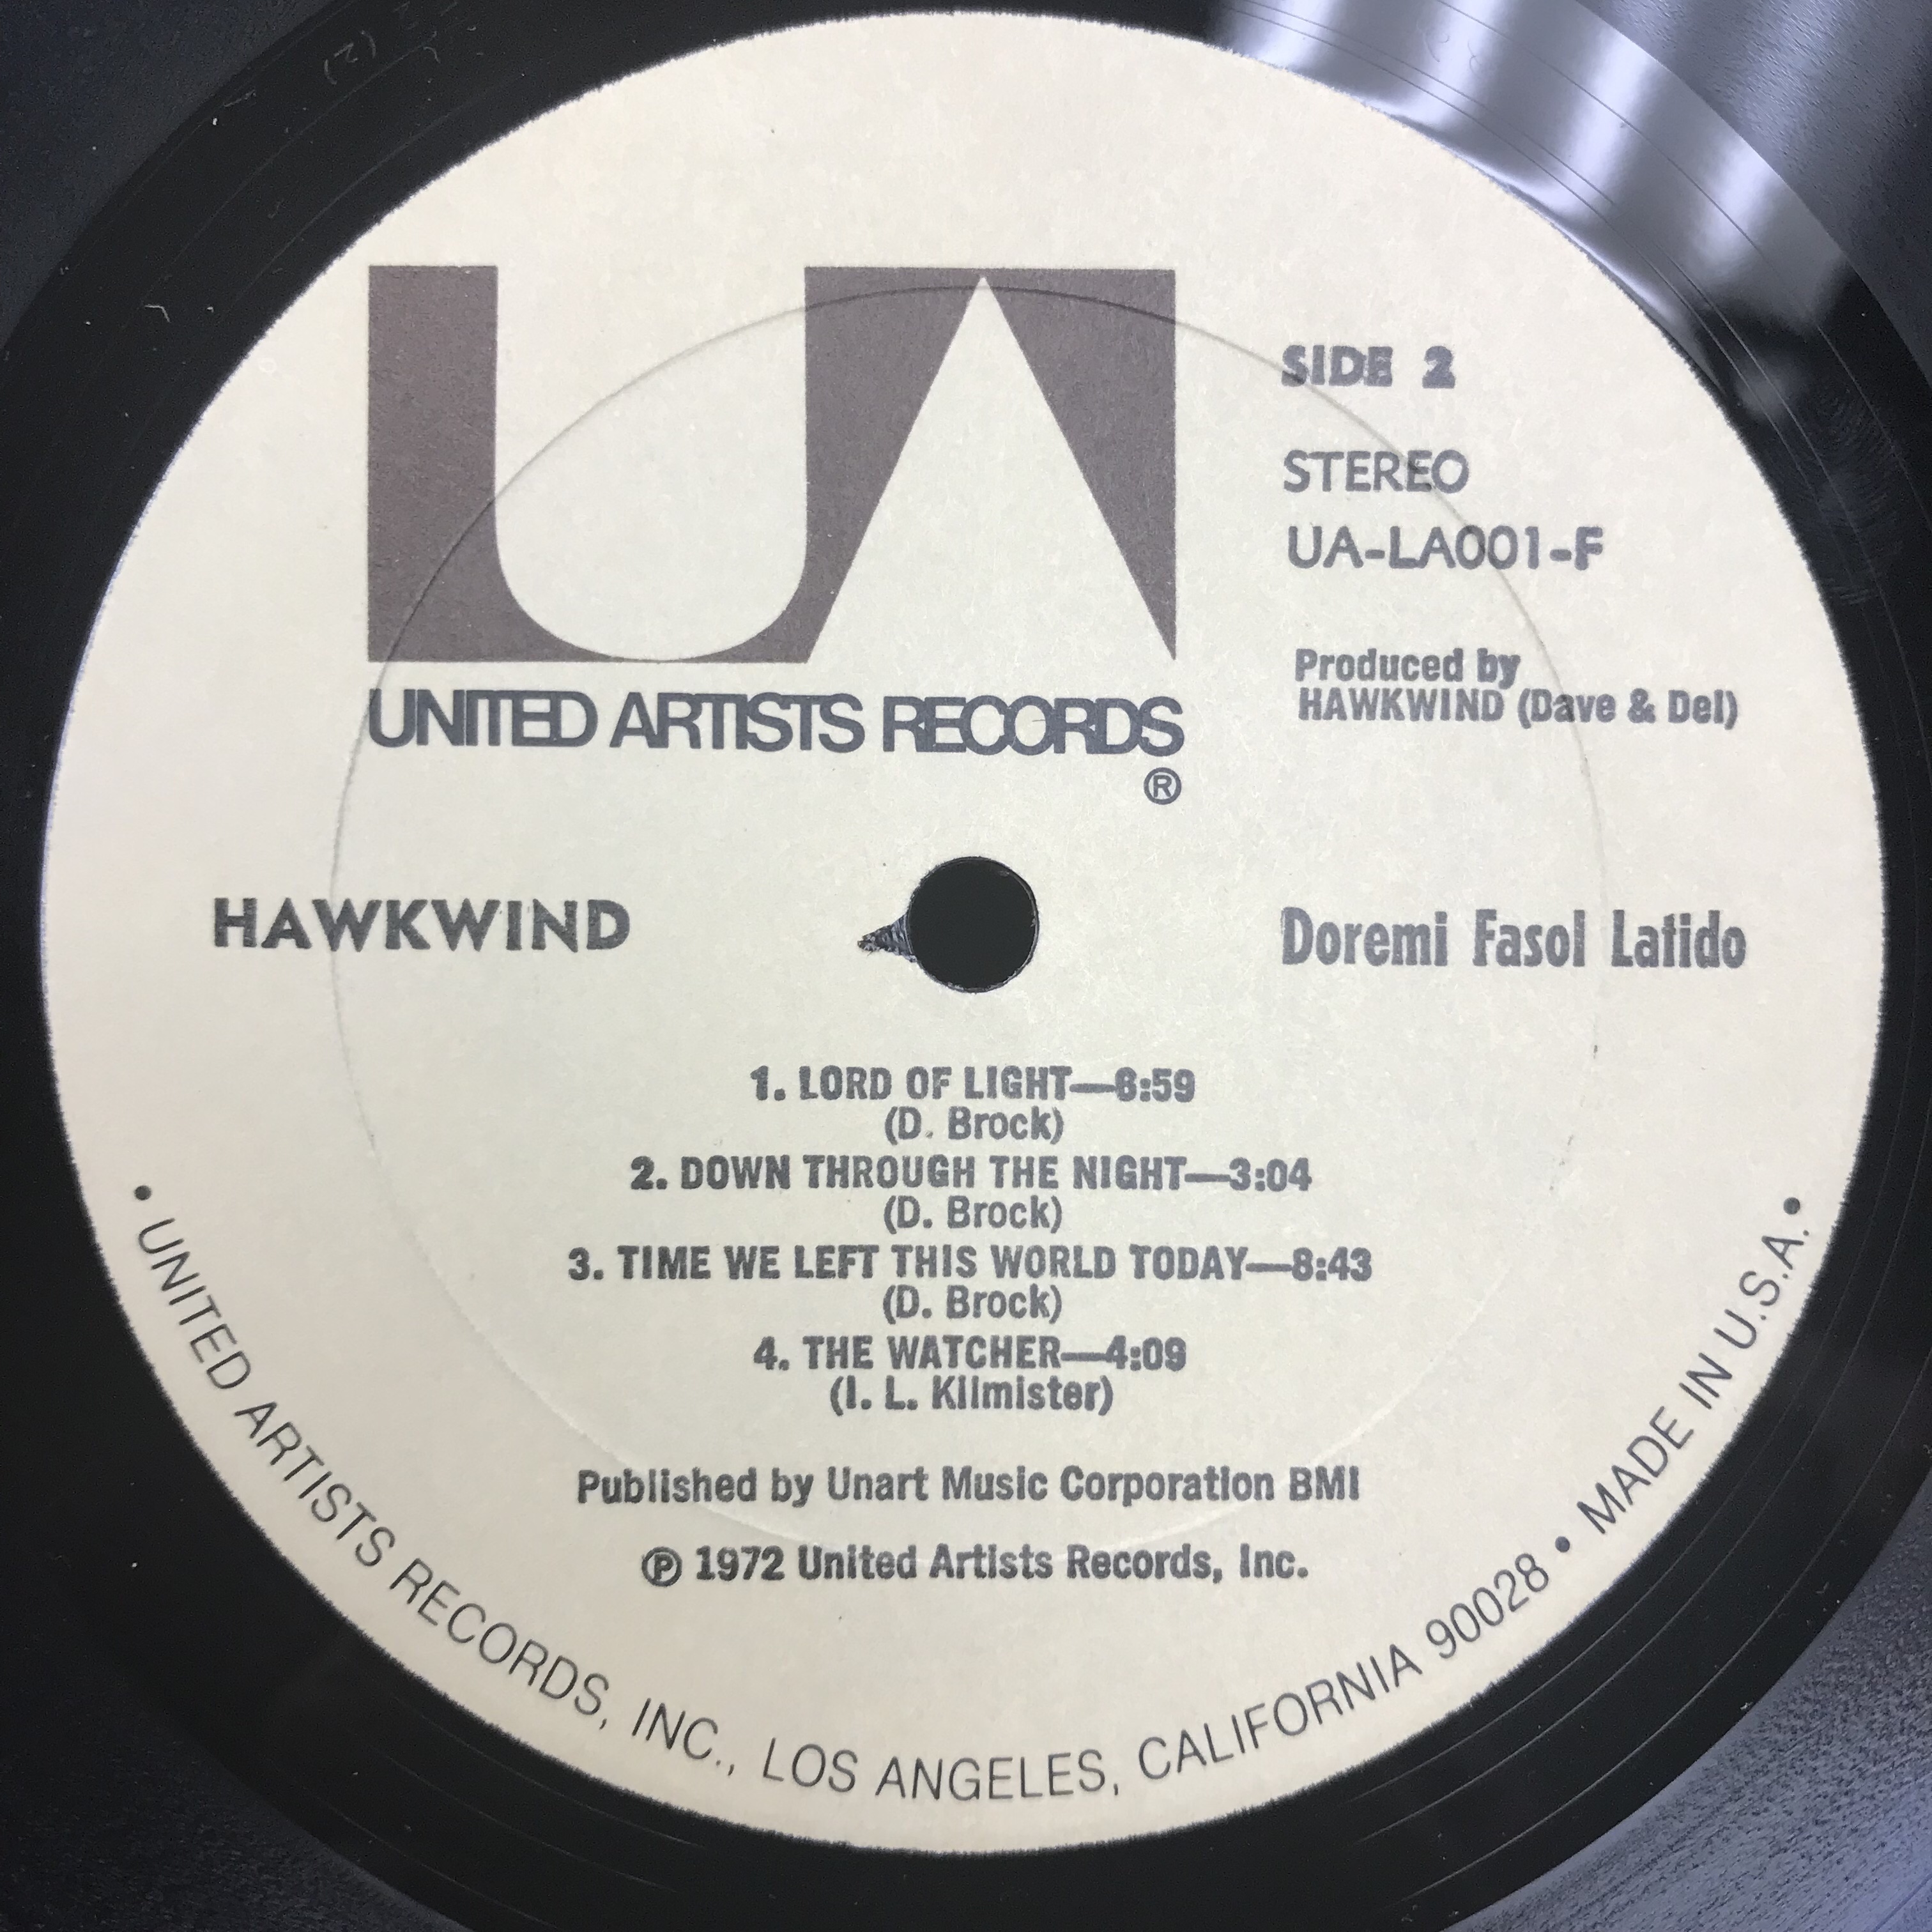 UA
UNITED ARTISTS RECORDS
®
SIDE 2
STEREO
UA-LA001-F
Produced by
HAWKWIND (Dave & Del)
HAWKWIND
Doremi Fasol Latido
1. LORD OF LIGHT—6:59
(D. Brock)
2. DOWN THROUGH THE NIGHT—3:04
(D. Brock)
3. TIME WE LEFT THIS WORLD TODAY—8:43
(D. Brock)
4. THE WATCHER—4:09
(I. L. Kilmister)
Published by Unart Music Corporation BMI
℗ 1972 United Artists Records, Inc.
• UNITED ARTISTS RECORDS, INC., LOS ANGELES, CALIFORNIA 90028 • MADE IN U.S.A. •